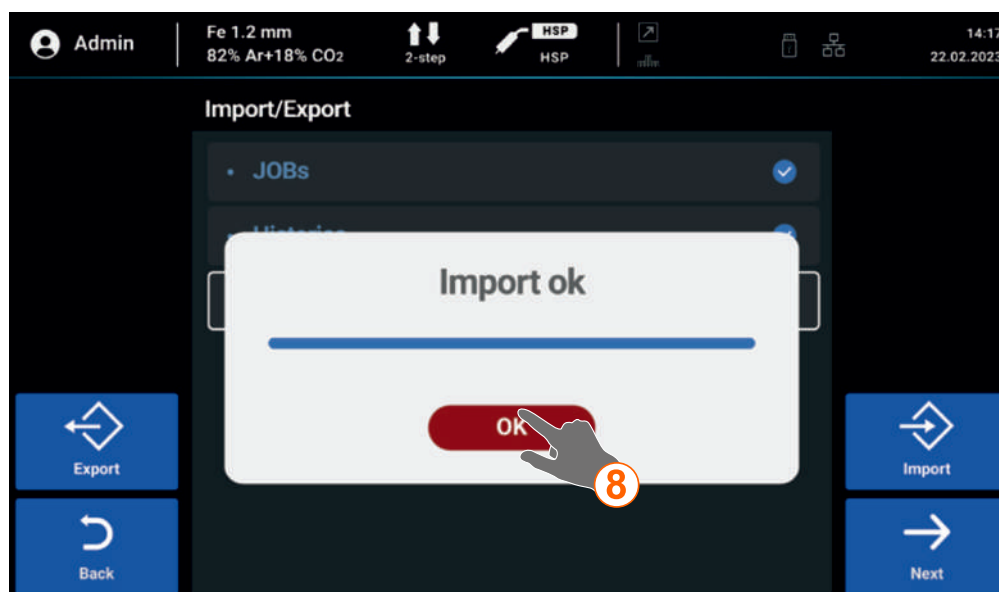 Admin
Fe 1.2 mm
82% Ar+18% CO2
2-step
HSP
HSP
14:17
22.02.2023
Import/Export
• JOBs
• Histories
Import ok
OK
8
Export
Import
Back
Next